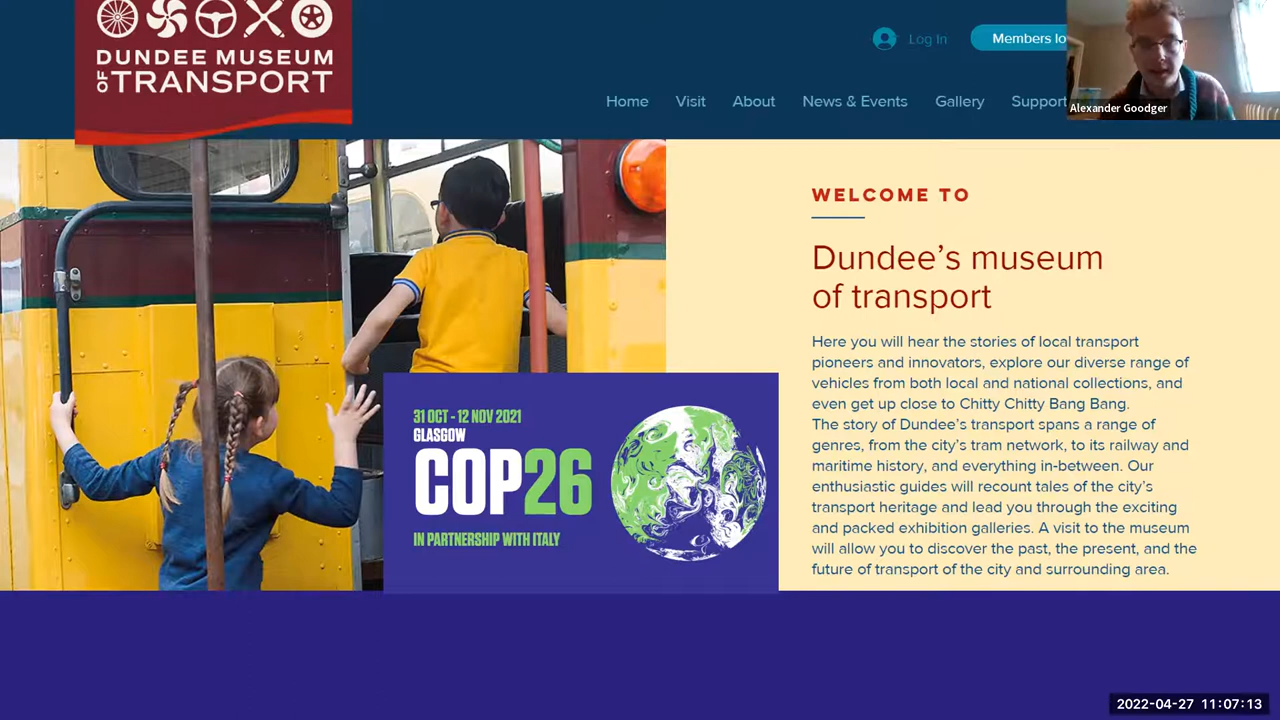 DUNDEE MUSEUM
OF TRANSPORT
Log In
Members lo
Home Visit About News & Events Gallery Support
Alexander Goodger
WELCOME TO
Dundee’s museum
of transport
Here you will hear the stories of local transport
pioneers and innovators, explore our diverse range of
vehicles from both local and national collections, and
even get up close to Chitty Chitty Bang Bang.
The story of Dundee’s transport spans a range of
genres, from the city’s tram network, to its railway and
maritime history, and everything in-between. Our
enthusiastic guides will recount tales of the city’s
transport heritage and lead you through the exciting
and packed exhibition galleries. A visit to the museum
will allow you to discover the past, the present, and the
future of transport of the city and surrounding area.
31 OCT - 12 NOV 2021
GLASGOW
COP26
IN PARTNERSHIP WITH ITALY
2022-04-27 11:07:13